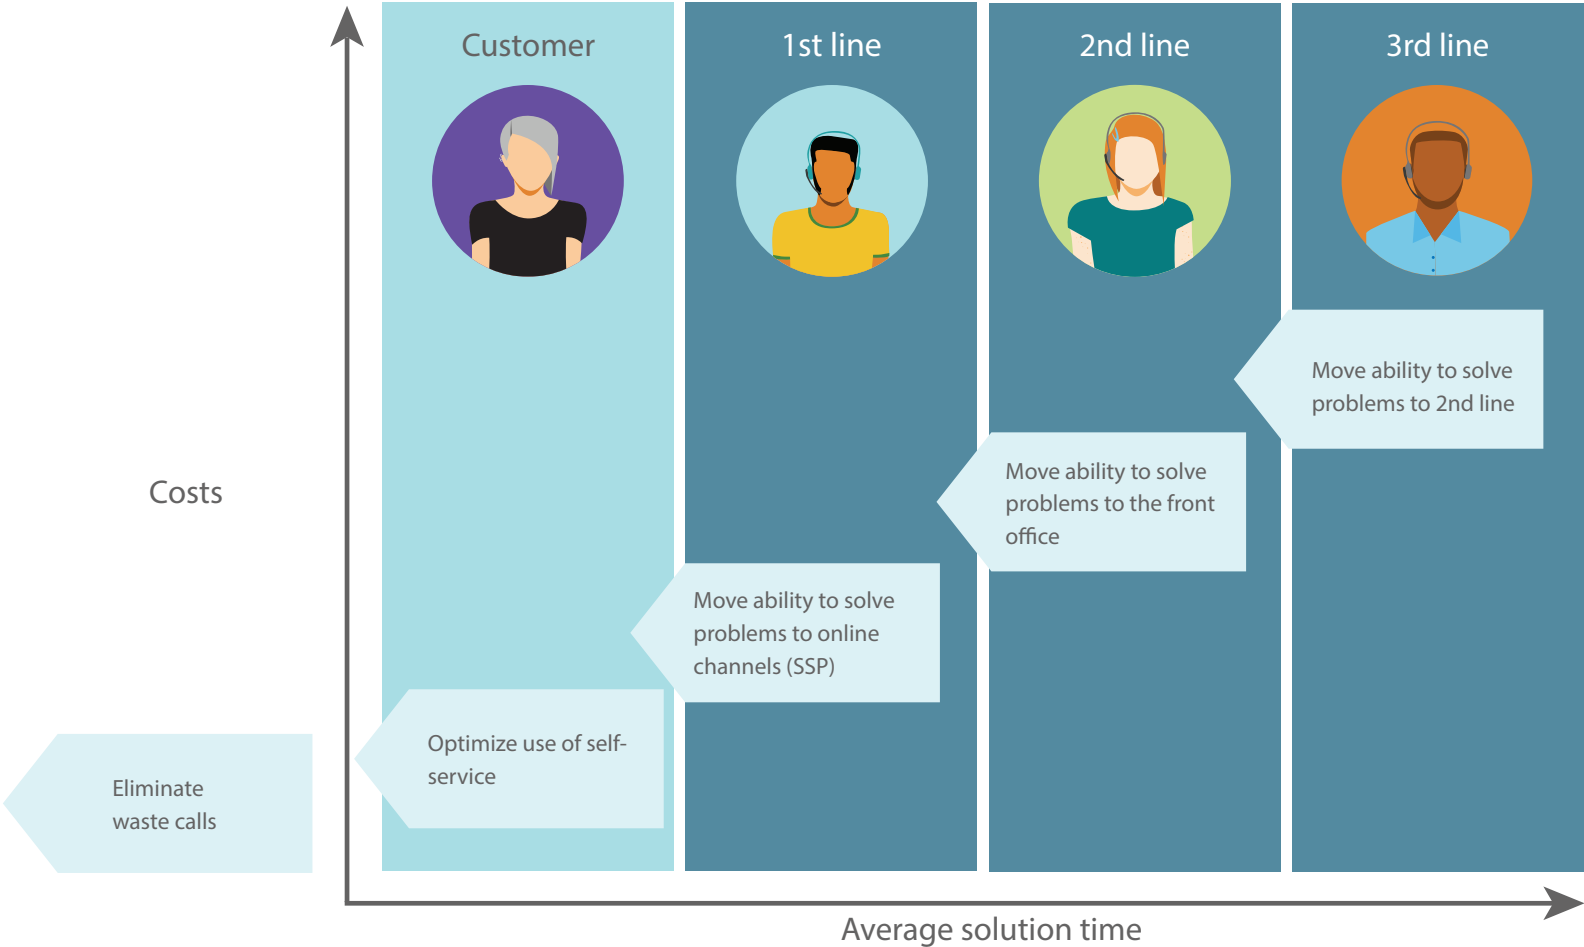 Customer
1st line
2nd line
3rd line
Move ability to solve
problems to 2nd line
Move ability to solve
problems to the front
office
Costs
Move ability to solve
problems to online
channels (SSP)
Optimize use of self-
service
Eliminate
waste calls
Average solution time